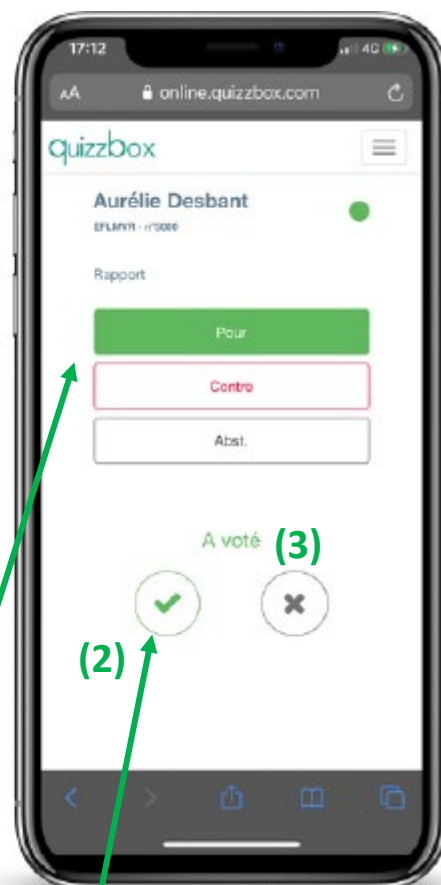 17:12 4G
AA online.quizzbox.com
quizzbox
Aurélie Desbant
Rapport
Pour
Contre
Abst.
A voté (3)
(2)